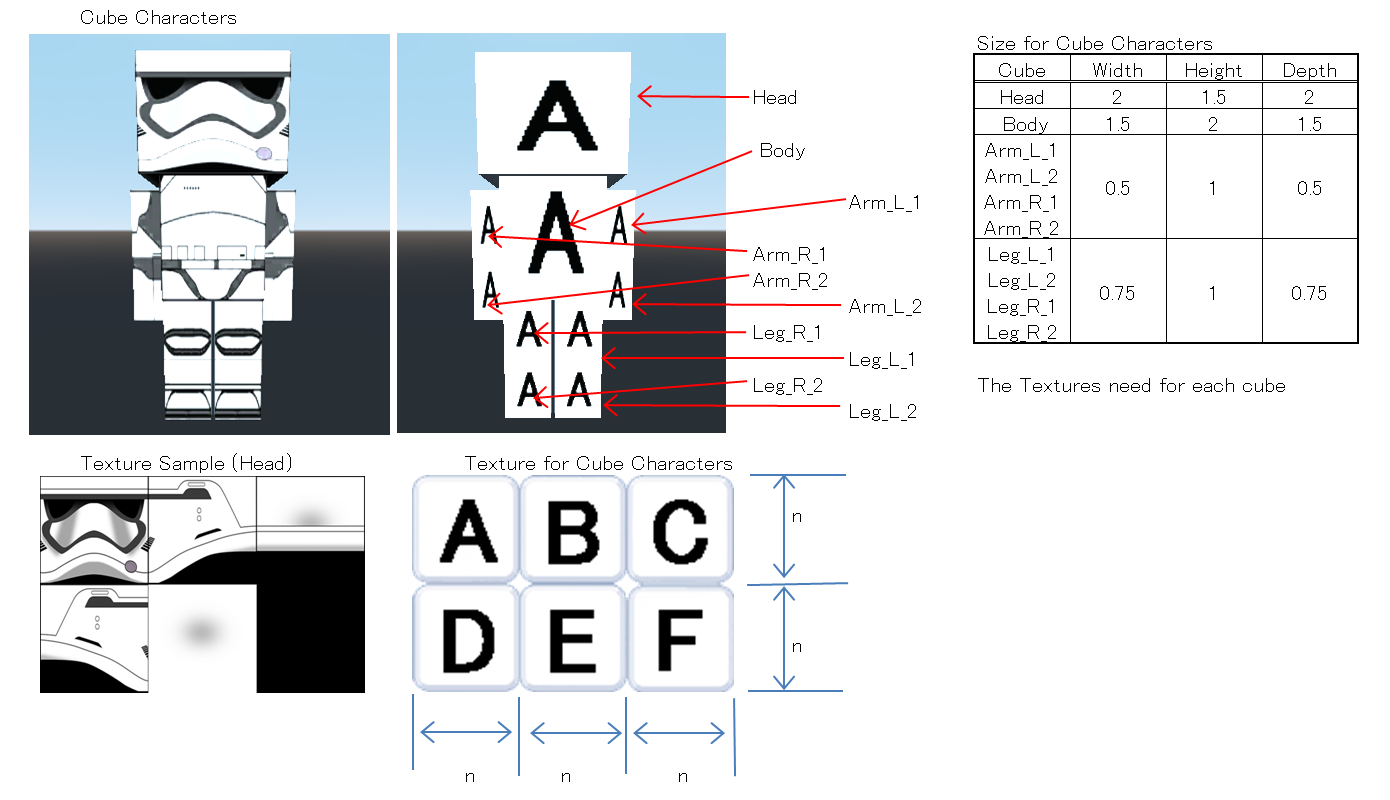 Cube Characters
A
A
A
A
A
A
A
A
A
A
Head
Body
Arm_L_1
Arm_R_1
Arm_R_2
Arm_L_2
Leg_R_1
Leg_L_1
Leg_R_2
Leg_L_2
Size for Cube Characters
Cube Width Height Depth
Head 2 1.5 2
Body 1.5 2 1.5
Arm_L_1
Arm_L_2
Arm_R_1
Arm_R_2
0.5 1 0.5
Leg_L_1
Leg_L_2
Leg_R_1
Leg_R_2
0.75 1 0.75
The Textures need for each cube
Texture Sample (Head)
Texture for Cube Characters
A B C
D E F
n
n
n n n